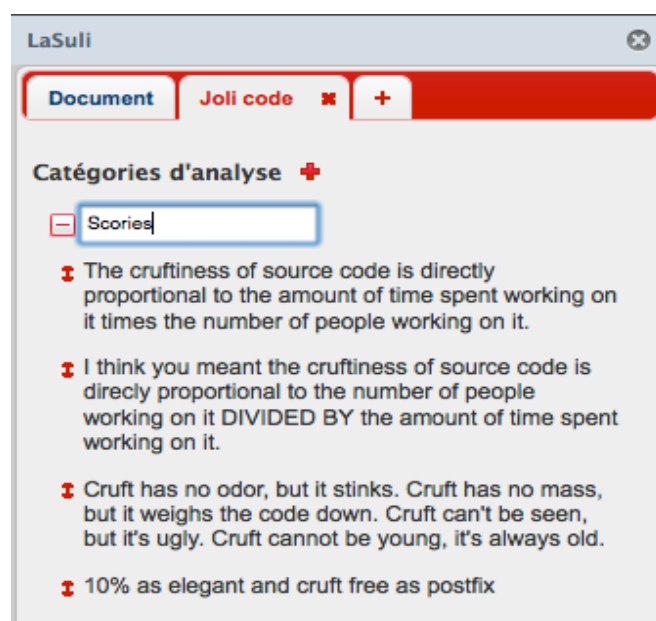 LaSuli
Document Joli code +
Catégories d'analyse
Scories
The cruftiness of source code is directly
proportional to the amount of time spent working on
it times the number of people working on it.
I think you meant the cruftiness of source code is
direcly proportional to the number of people
working on it DIVIDED BY the amount of time spent
working on it.
Cruft has no odor, but it stinks. Cruft has no mass,
but it weighs the code down. Cruft can't be seen,
but it's ugly. Cruft cannot be young, it's always old.
10% as elegant and cruft free as postfix